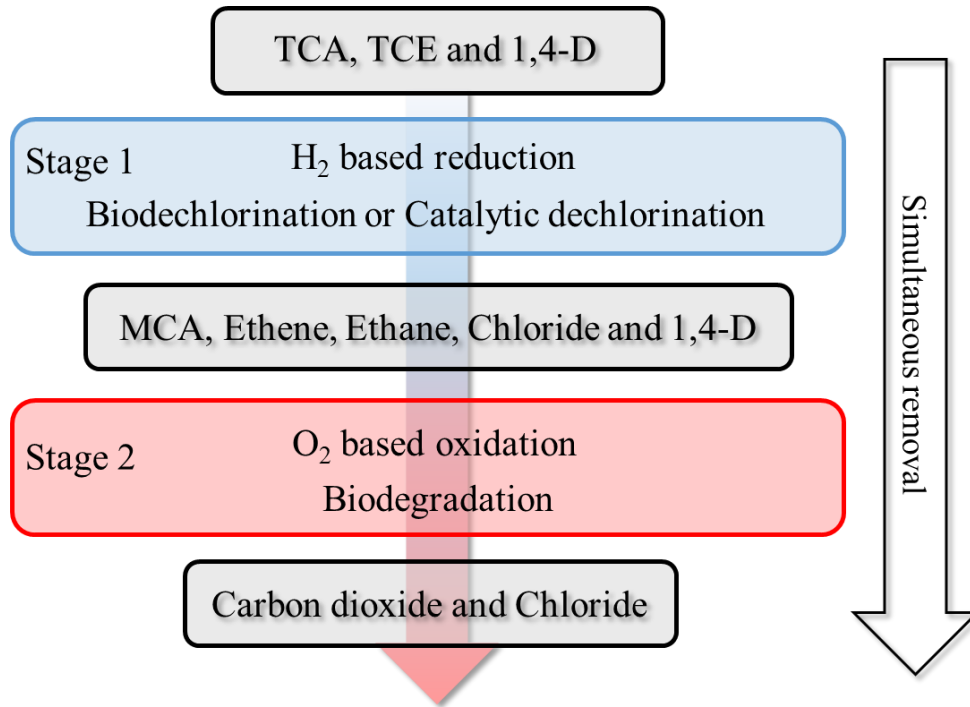 TCA, TCE and 1,4-D
Stage 1
H₂ based reduction
Biodechlorination or Catalytic dechlorination
MCA, Ethene, Ethane, Chloride and 1,4-D
Stage 2
O₂ based oxidation
Biodegradation
Carbon dioxide and Chloride
Simultaneous removal